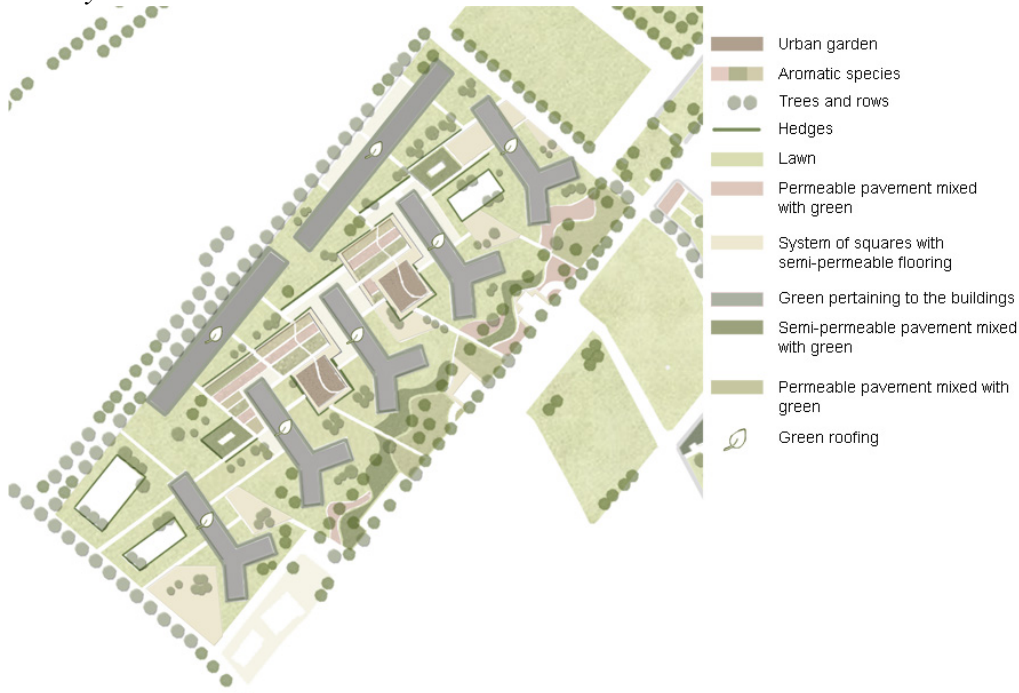 Urban garden
Aromatic species
Trees and rows
Hedges
Lawn
Permeable pavement mixed
with green
System of squares with
semi-permeable flooring
Green pertaining to the buildings
Semi-permeable pavement mixed
with green
Permeable pavement mixed with
green
Green roofing